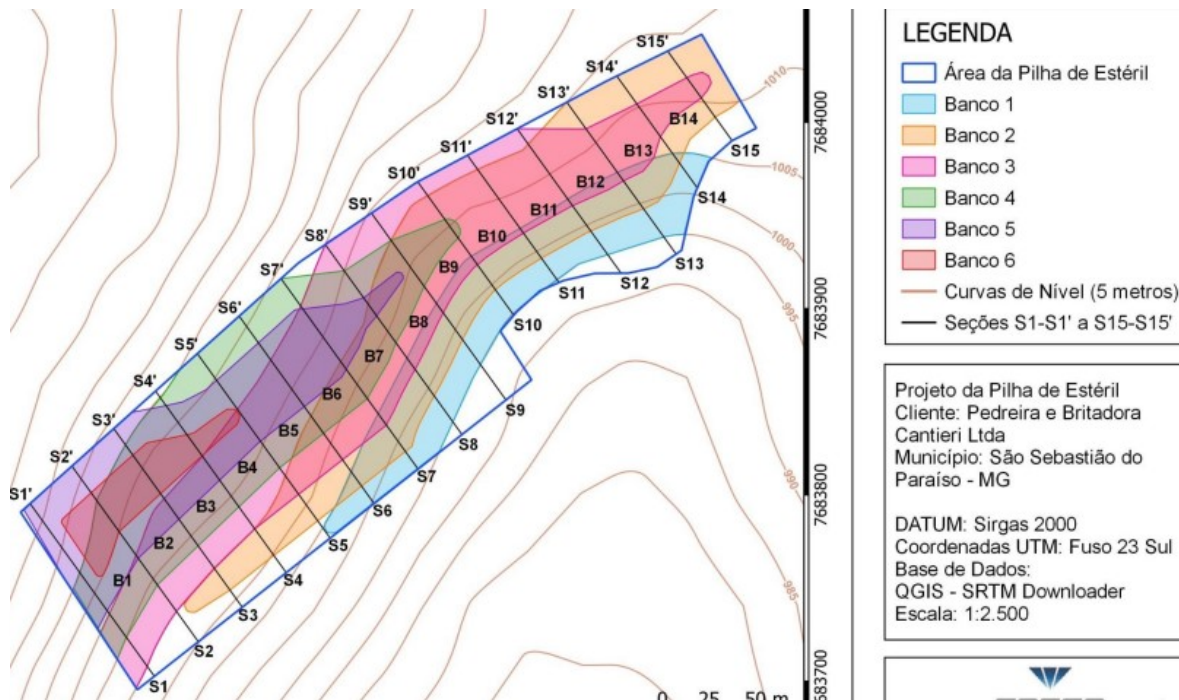 S15'
S14'
S13'
S12'
S11'
S10'
S9'
S8'
S7'
S6'
S5'
S4'
S3'
S2'
S1'
B14
B13
B12
B11
B10
B9
B8
B7
B6
B5
B4
B3
B2
B1
S15
S14
S13
S12
S11
S10
S9
S8
S7
S6
S5
S4
S3
S2
S1
1010
1005
1000
995
990
985
7684000
7683900
7683800
7683700
0 25 50 m
LEGENDA
Área da Pilha de Estéril
Banco 1
Banco 2
Banco 3
Banco 4
Banco 5
Banco 6
Curvas de Nível (5 metros)
Seções S1-S1' a S15-S15'
Projeto da Pilha de Estéril
Cliente: Pedreira e Britadora
Cantieri Ltda
Município: São Sebastião do
Paraíso - MG
DATUM: Sirgas 2000
Coordenadas UTM: Fuso 23 Sul
Base de Dados:
QGIS - SRTM Downloader
Escala: 1:2.500